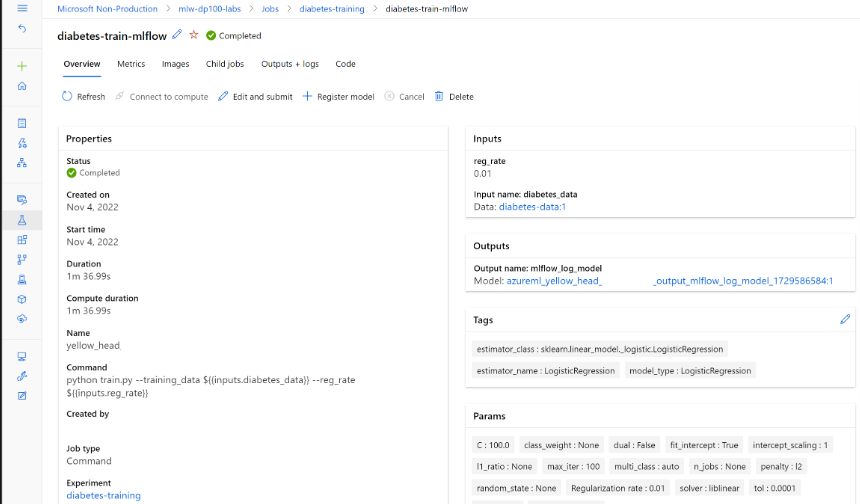 Microsoft Non-Production > mlw-dp100-labs > Jobs > diabetes-training > diabetes-train-mlflow
diabetes-train-mlflow Completed
Overview Metrics Images Child jobs Outputs + logs Code
Refresh Connect to compute Edit and submit Register model Cancel Delete
Properties
Status
Completed
Created on
Nov 4, 2022
Start time
Nov 4, 2022
Duration
1m 36.99s
Compute duration
1m 36.99s
Name
yellow_head
Command
python train.py --training_data ${{inputs.diabetes_data}} --reg_rate
${{inputs.reg_rate}}
Created by
Job type
Command
Experiment
diabetes-training
Inputs
reg_rate
0.01
Input name: diabetes_data
Data: diabetes-data:1
Outputs
Output name: mlflow_log_model
Model: azureml_yellow_head_ _output_mlflow_log_model_1729586584:1
Tags
estimator_class : sklearn.linear_model._logistic.LogisticRegression
estimator_name : LogisticRegression model_type : LogisticRegression
Params
C : 100.0 class_weight : None dual : False fit_intercept : True intercept_scaling : 1
l1_ratio : None max_iter : 100 multi_class : auto n_jobs : None penalty : l2
random_state : None Regularization rate : 0.01 solver : liblinear tol : 0.0001